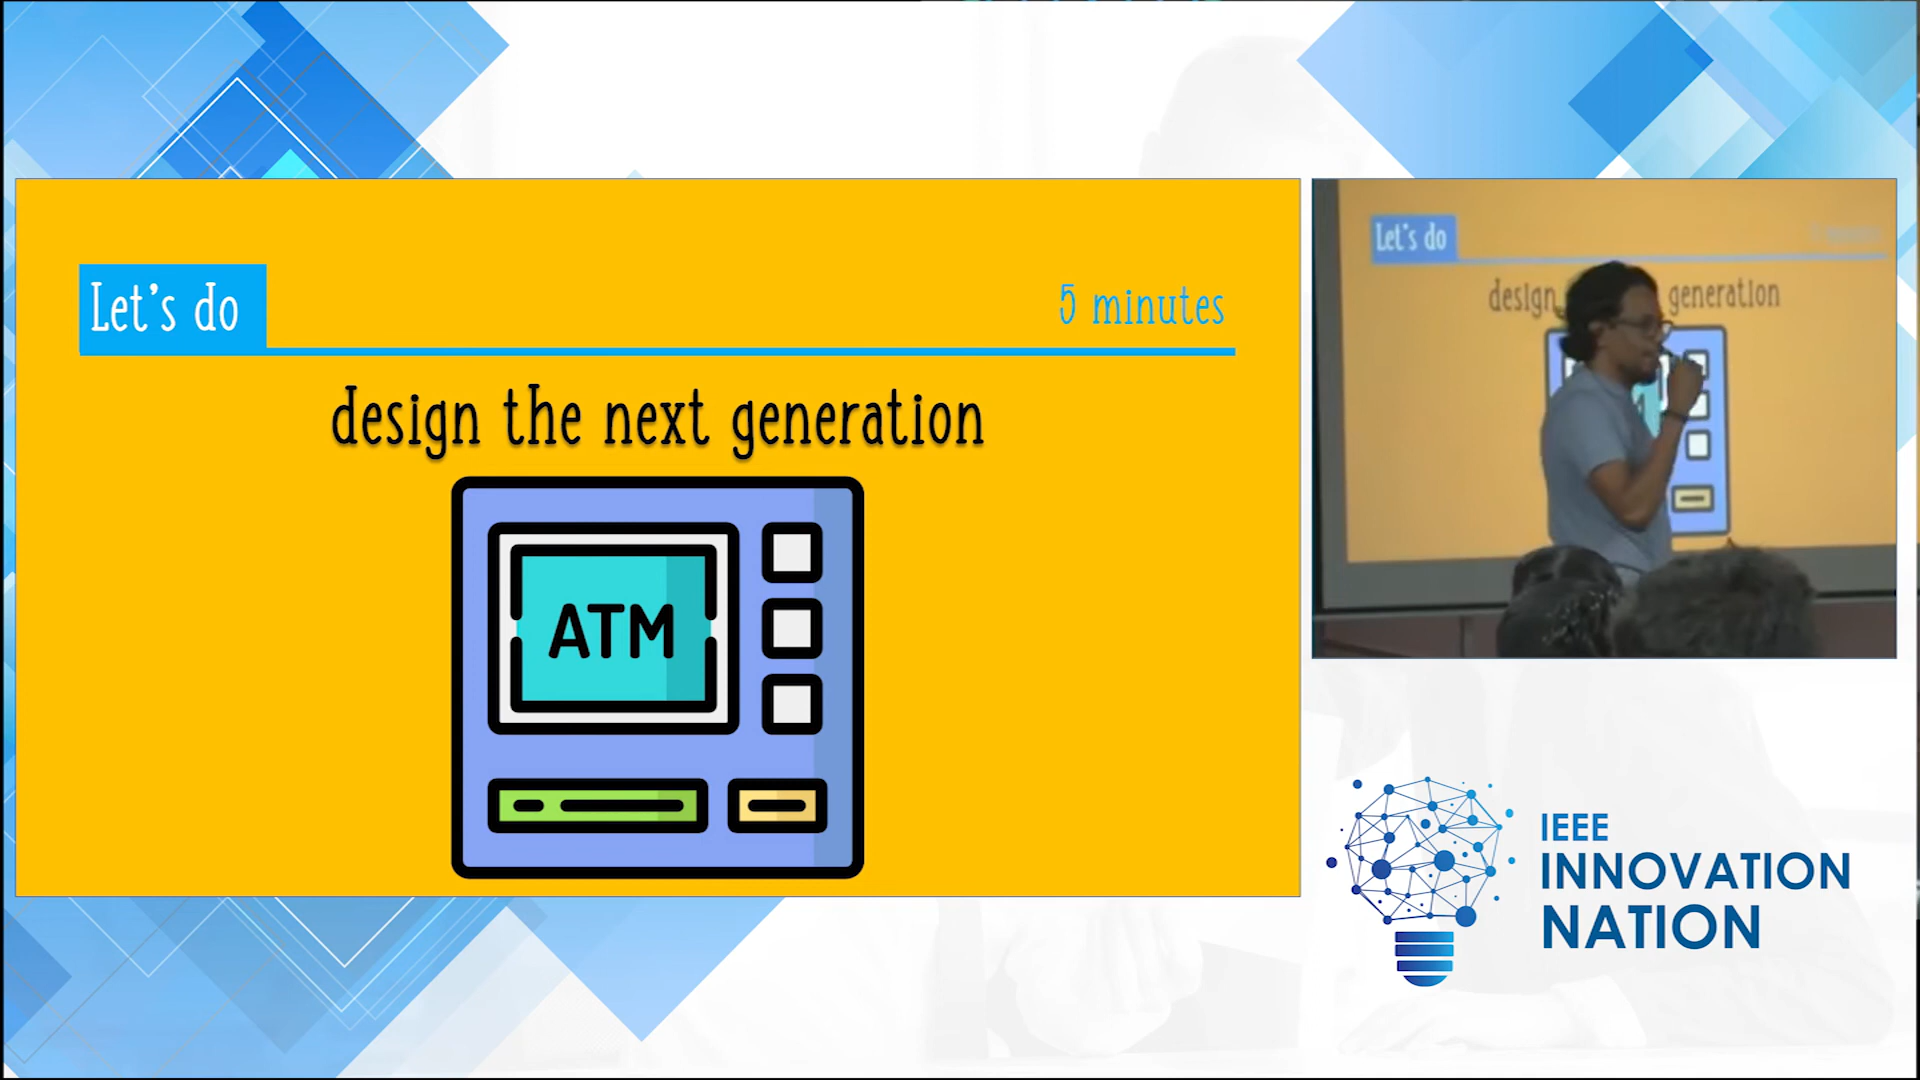 Let's do
5 minutes
design the next generation
ATM
Let's do
design
generation
IEEE
INNOVATION
NATION